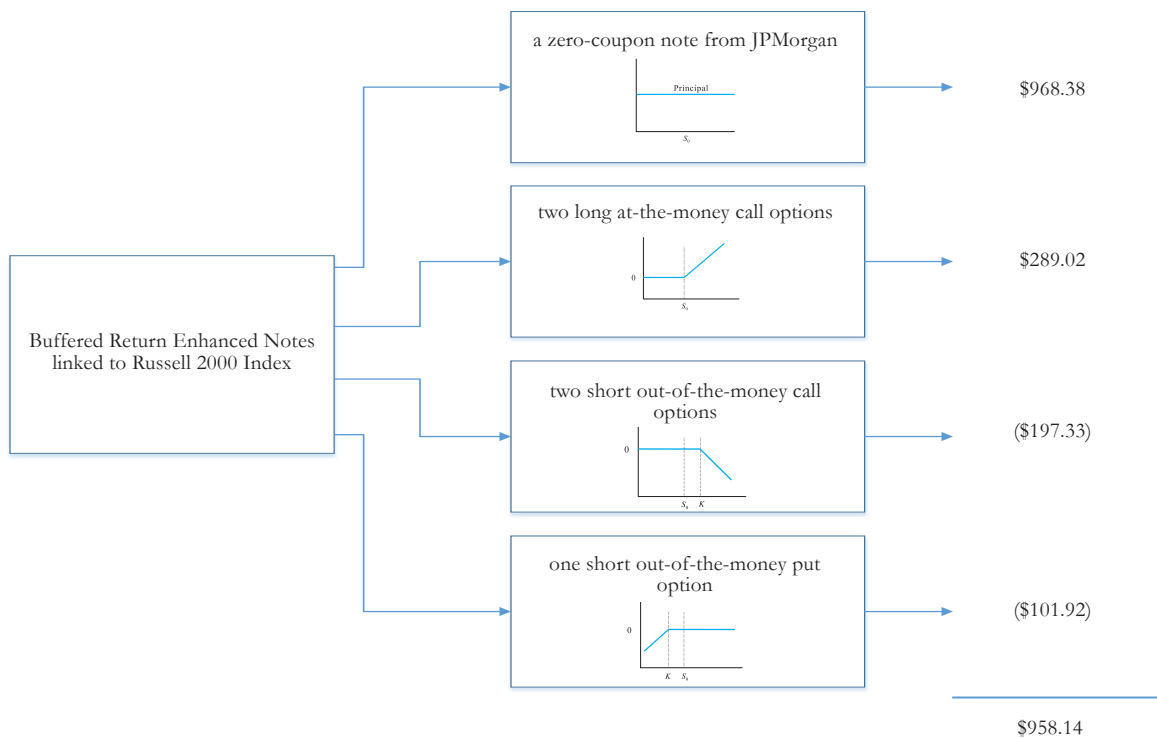 a zero-coupon note from JPMorgan
Principal
S₀
$968.38
two long at-the-money call options
0
S₀
$289.02
Buffered Return Enhanced Notes
linked to Russell 2000 Index
two short out-of-the-money call
options
0
S₀ K
($197.33)
one short out-of-the-money put
option
0
K S₀
($101.92)
$958.14